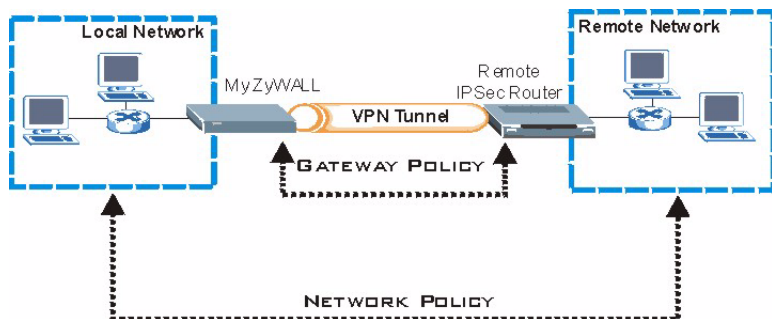 Local Network
Remote Network
MyZyWALL
Remote
IPSec Router
VPN Tunnel
GATEWAY POLICY
NETWORK POLICY